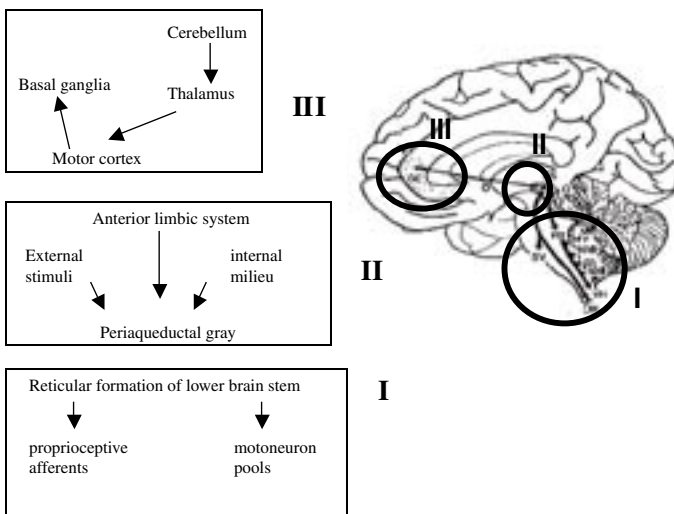 Cerebellum
Basal ganglia
Thalamus
Motor cortex
III
Anterior limbic system
External
stimuli
internal
milieu
Periaqueductal gray
II
Reticular formation of lower brain stem
proprioceptive
afferents
motoneuron
pools
I
III
II
I